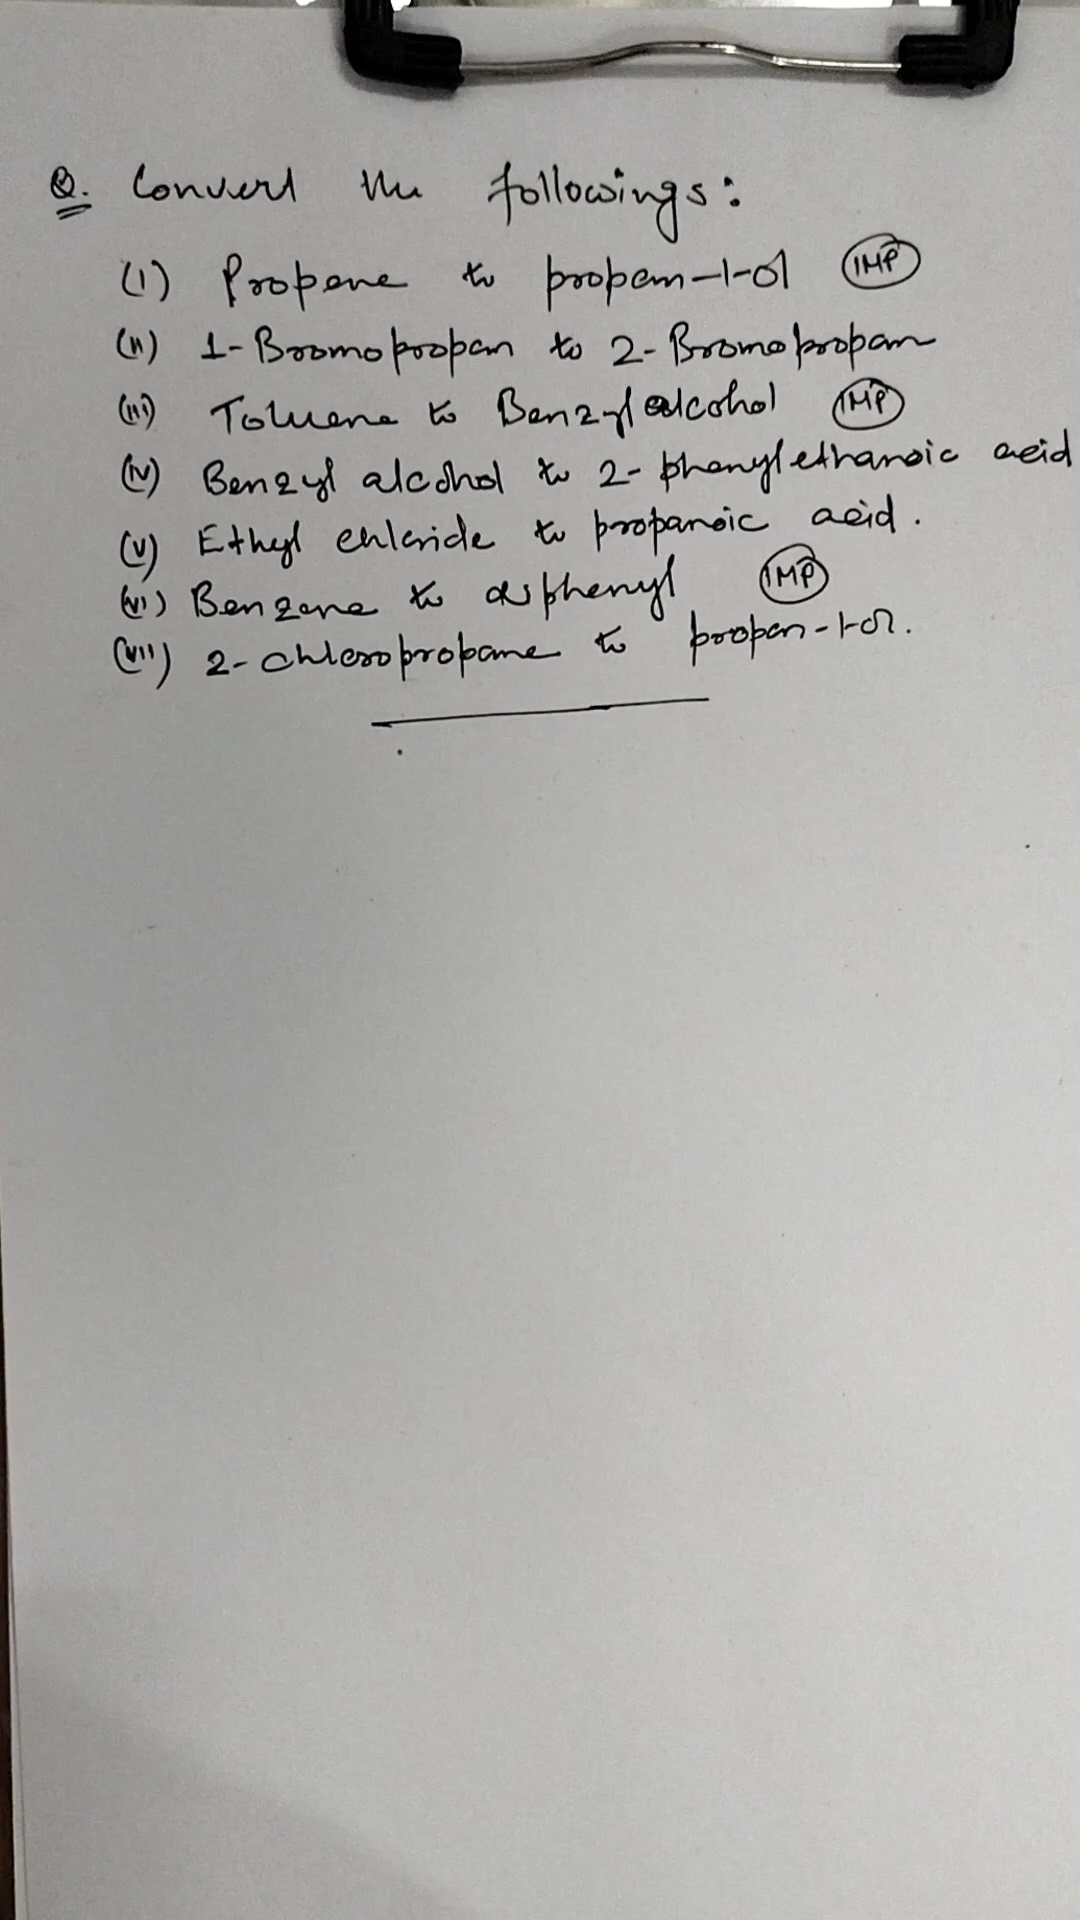 Q. Convert the followings:
(i) Propene to propan-1-ol IMP
(ii) 1-Bromopropan to 2-Bromopropan
(iii) Toluene to Benzyl alcohol IMP
(iv) Benzyl alcohol to 2-phenylethanoic acid
(v) Ethyl chloride to propanoic acid.
(vi) Benzene to diphenyl IMP
(vii) 2-chloropropane to propan-1-ol.